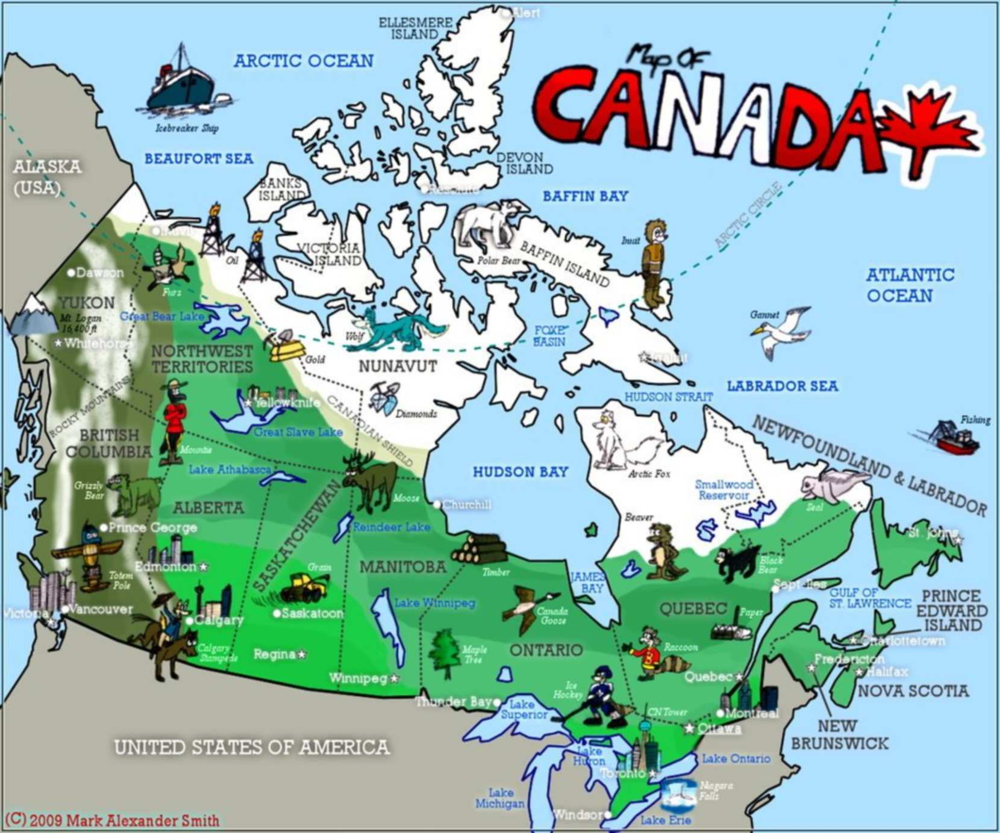 Alert
ELLESMERE
ISLAND
ARCTIC OCEAN
Map OF
CANADA
Icebreaker Ship
BEAUFORT SEA
ALASKA
(USA)
DEVON
ISLAND
BANKS
ISLAND
Resolute
BAFFIN BAY
ARCTIC CIRCLE
Inuvik
Inuit
VICTORIA
ISLAND
Oil
Polar Bear
BAFFIN ISLAND
Dawson
Furs
ATLANTIC
OCEAN
YUKON
Mt. Logan
16,400ft
Great Bear Lake
Gannet
Wolf
FOXE
BASIN
Whitehorse
NORTHWEST
TERRITORIES
Gold
NUNAVUT
LABRADOR SEA
HUDSON STRAIT
Yellowknife
CANADIAN SHIELD
Diamonds
ROCKY MOUNTAINS
Great Slave Lake
NEWFOUNDLAND & LABRADOR
Fishing
BRITISH
COLUMBIA
Mountie
Lake Athabasca
HUDSON BAY
Arctic Fox
Grizzly
Bear
Smallwood
Reservoir
Moose
Churchill
Seal
ALBERTA
SASKATCHEWAN
Beaver
Prince George
Reindeer Lake
St. Johns
Edmonton
Grain
MANITOBA
Timber
Black
Bear
Totem
Pole
JAMES
BAY
Sept-Iles
GULF OF
ST. LAWRENCE
PRINCE
EDWARD
ISLAND
Lake Winnipeg
Victoria
Vancouver
Calgary
Saskatoon
Canada
Goose
QUEBEC
Paper
Calgary
Stampede
Regina
Maple
Tree
ONTARIO
Raccoon
Charlottetown
Fredericton
Halifax
Winnipeg
Quebec
Ice
Hockey
NOVA SCOTIA
Thunder Bay
Lake
Superior
CN Tower
Montreal
Ottawa
NEW
BRUNSWICK
UNITED STATES OF AMERICA
Lake
Huron
Lake Ontario
Toronto
Niagara
Falls
Lake
Michigan
Windsor
Lake Erie
(C) 2009 Mark Alexander Smith